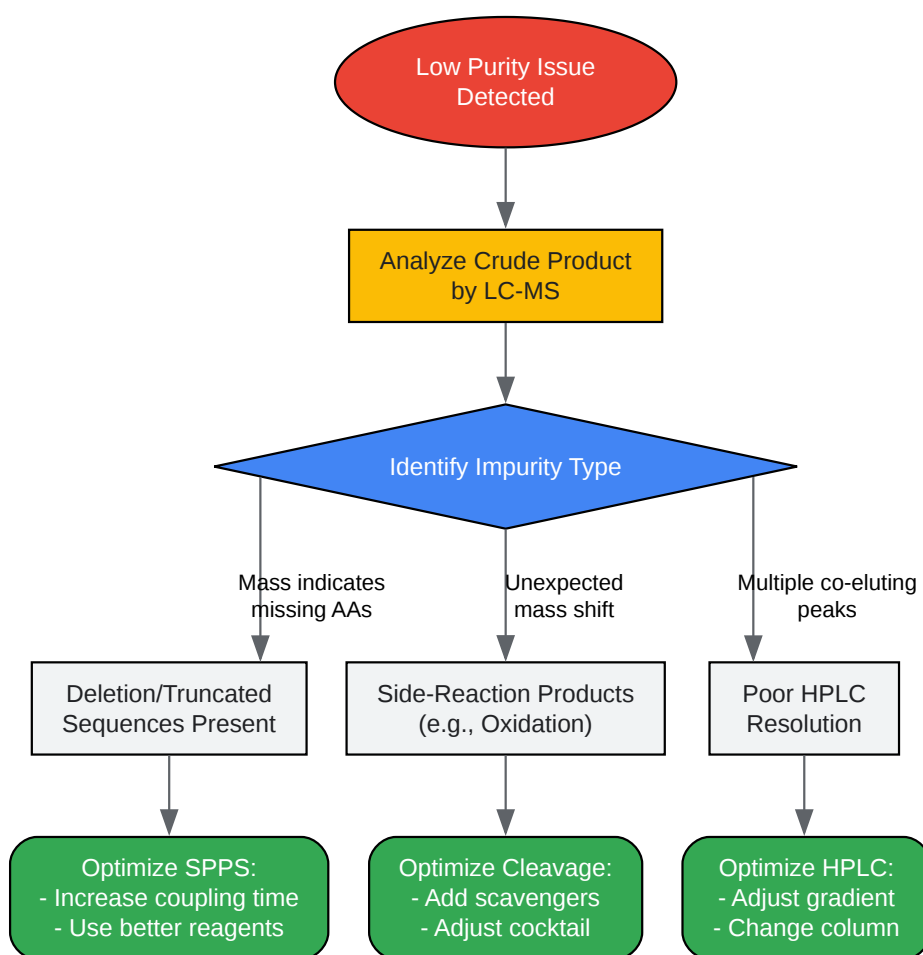 Low Purity Issue
Detected
Analyze Crude Product
by LC-MS
Identify Impurity Type
Mass indicates
missing AAs
Unexpected
mass shift
Multiple co-eluting
peaks
Deletion/Truncated
Sequences Present
Side-Reaction Products
(e.g., Oxidation)
Poor HPLC
Resolution
Optimize SPPS:
- Increase coupling time
- Use better reagents
Optimize Cleavage:
- Add scavengers
- Adjust cocktail
Optimize HPLC:
- Adjust gradient
- Change column